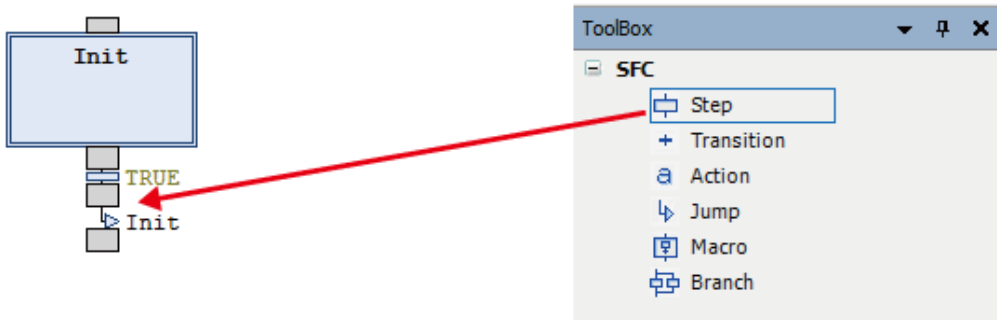 Init
TRUE
Init
ToolBox
SFC
Step
Transition
Action
Jump
Macro
Branch